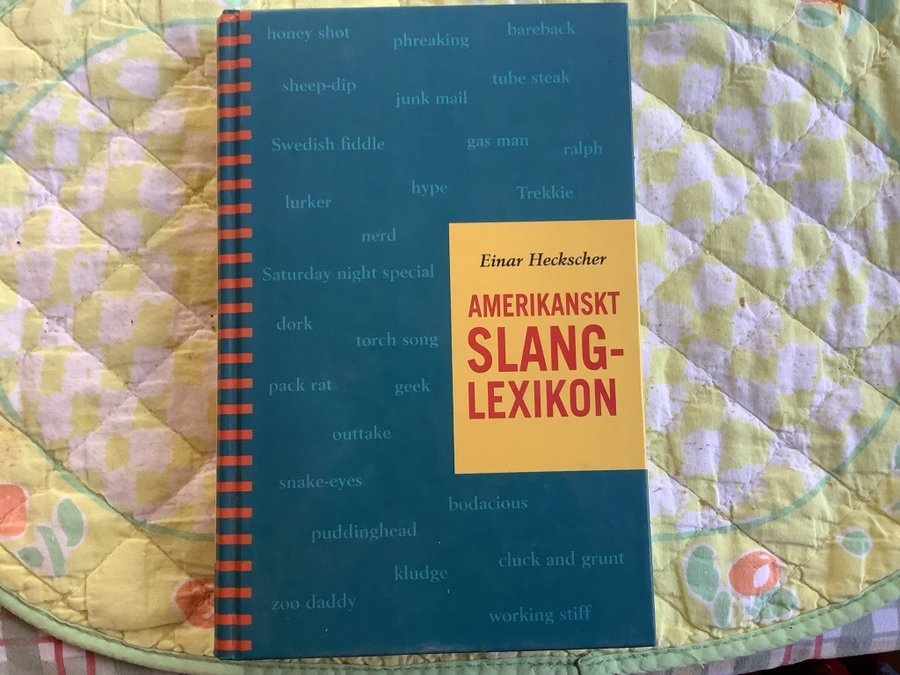 honey shot
phreaking
bareback
sheep-dip
tube steak
junk mail
Swedish fiddle
gas man
ralph
hype
Trekkie
lurker
nerd
Einar Heckscher
Saturday night special
AMERIKANSKT
SLANG-
LEXIKON
dork
torch song
pack rat
geek
outtake
snake-eyes
bodacious
puddinghead
cluck and grunt
kludge
zoo daddy
working stiff